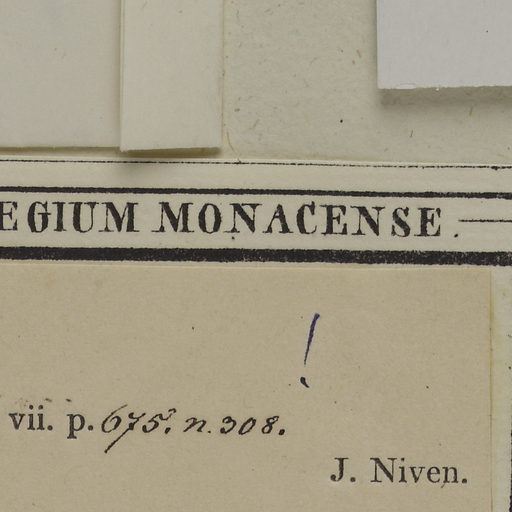 EGIUM MONACENSE.
!
vii. p. 675. n. 308.
J. Niven.